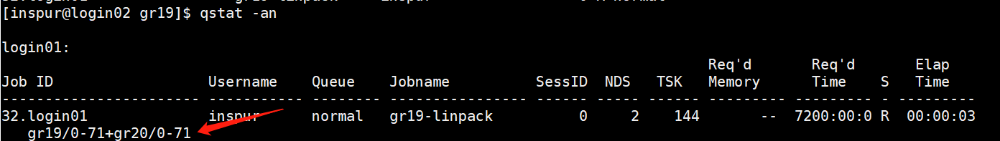 [inspur@login02 gr19]$ qstat -an
login01:
Req'd Req'd Elap
Job ID Username Queue Jobname SessID NDS TSK Memory Time S Time
----------------------- ----------- -------- ---------------- ------ ----- ------ --------- --------- - ---------
32.login01 inspur normal gr19-linpack 0 2 144 -- 7200:00:0 R 00:00:03
gr19/0-71+gr20/0-71